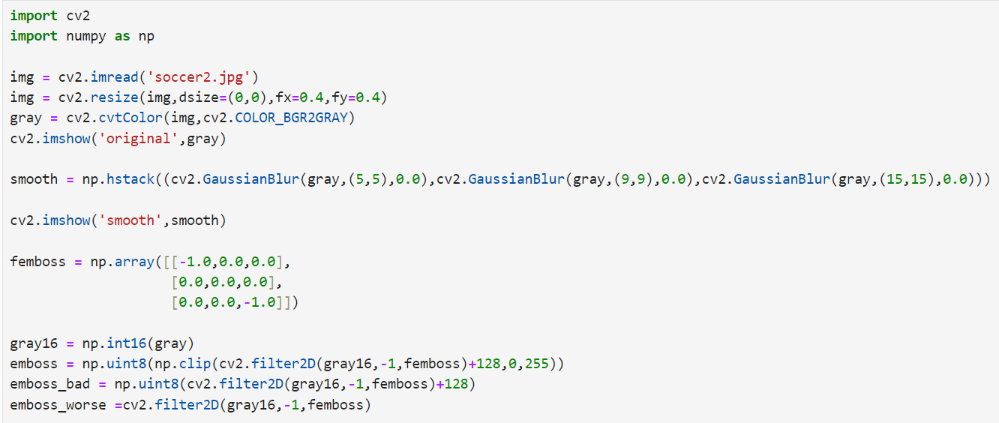 import cv2
import numpy as np
img = cv2.imread('soccer2.jpg')
img = cv2.resize(img,dsize=(0,0),fx=0.4,fy=0.4)
gray = cv2.cvtColor(img,cv2.COLOR_BGR2GRAY)
cv2.imshow('original',gray)
smooth = np.hstack((cv2.GaussianBlur(gray,(5,5),0.0),cv2.GaussianBlur(gray,(9,9),0.0),cv2.GaussianBlur(gray,(15,15),0.0)))
cv2.imshow('smooth',smooth)
femboss = np.array([[-1.0,0.0,0.0],
[0.0,0.0,0.0],
[0.0,0.0,-1.0]])
gray16 = np.int16(gray)
emboss = np.uint8(np.clip(cv2.filter2D(gray16,-1,femboss)+128,0,255))
emboss_bad = np.uint8(cv2.filter2D(gray16,-1,femboss)+128)
emboss_worse =cv2.filter2D(gray16,-1,femboss)